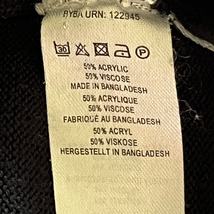 RYBA URN: 122945
30 P
50% ACRYLIC
50% VISCOSE
MADE IN BANGLADESH
50% ACRYLIQUE
50% VISCOSE
FABRIQUÉ AU BANGLADESH
50% ACRYL
50% VISKOSE
HERGESTELLT IN BANGLADESH